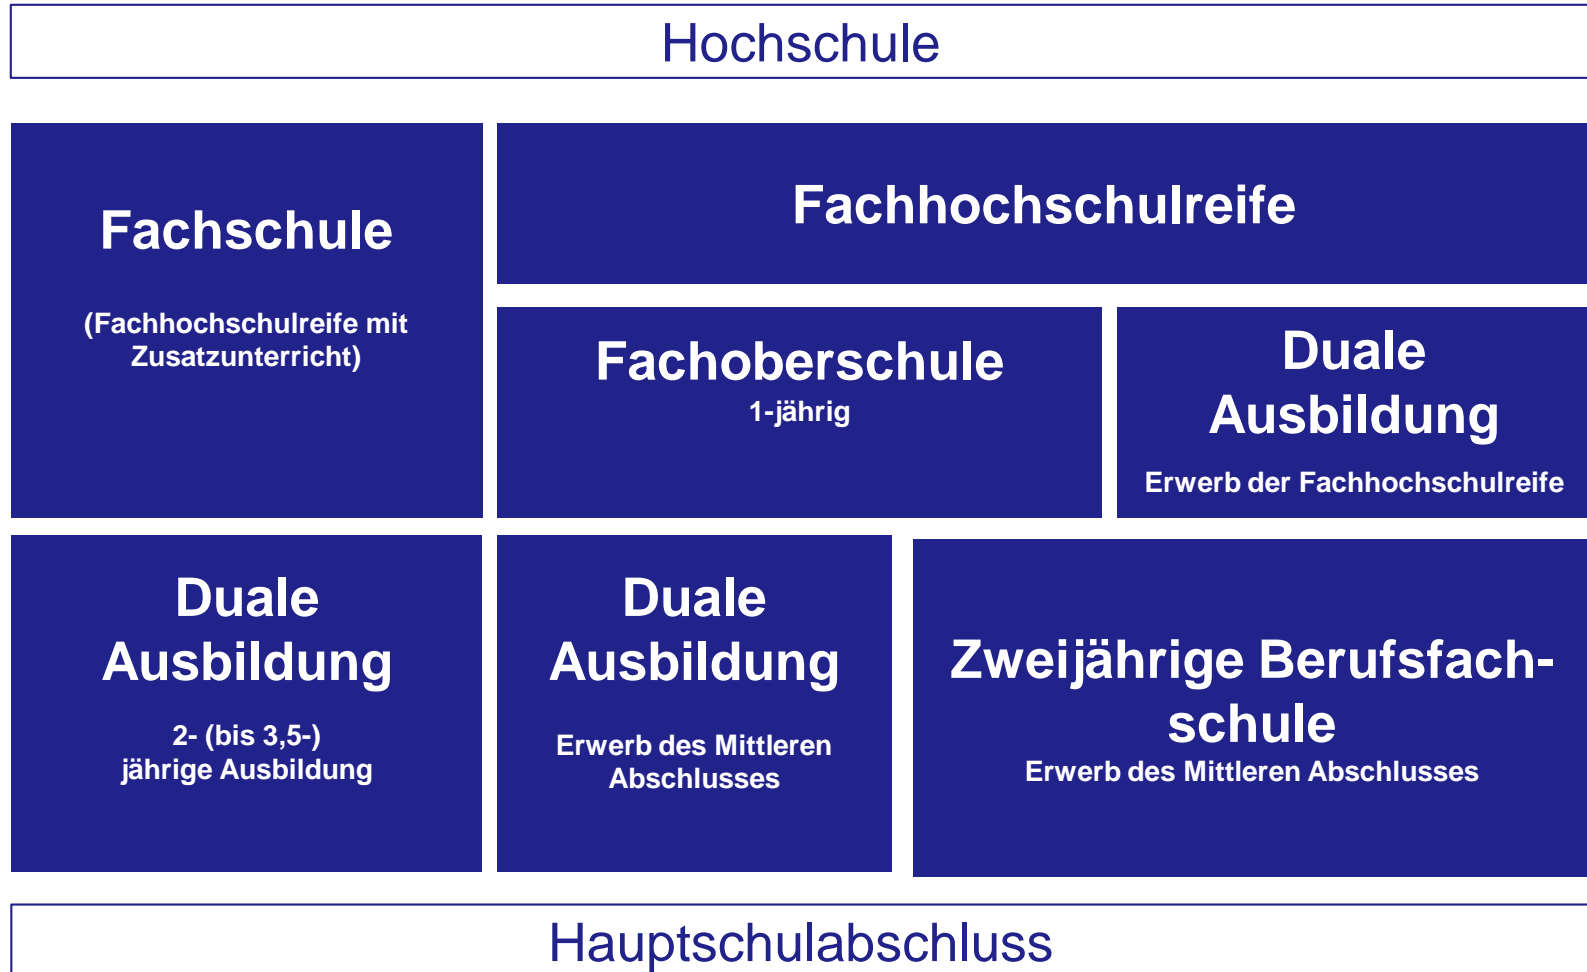 Hochschule
Fachschule
(Fachhochschulreife mit
Zusatzunterricht)
Fachhochschulreife
Fachoberschule
1-jährig
Duale
Ausbildung
Erwerb der Fachhochschulreife
Duale
Ausbildung
2- (bis 3,5-)
jährige Ausbildung
Duale
Ausbildung
Erwerb des Mittleren
Abschlusses
Zweijährige Berufsfach-
schule
Erwerb des Mittleren Abschlusses
Hauptschulabschluss